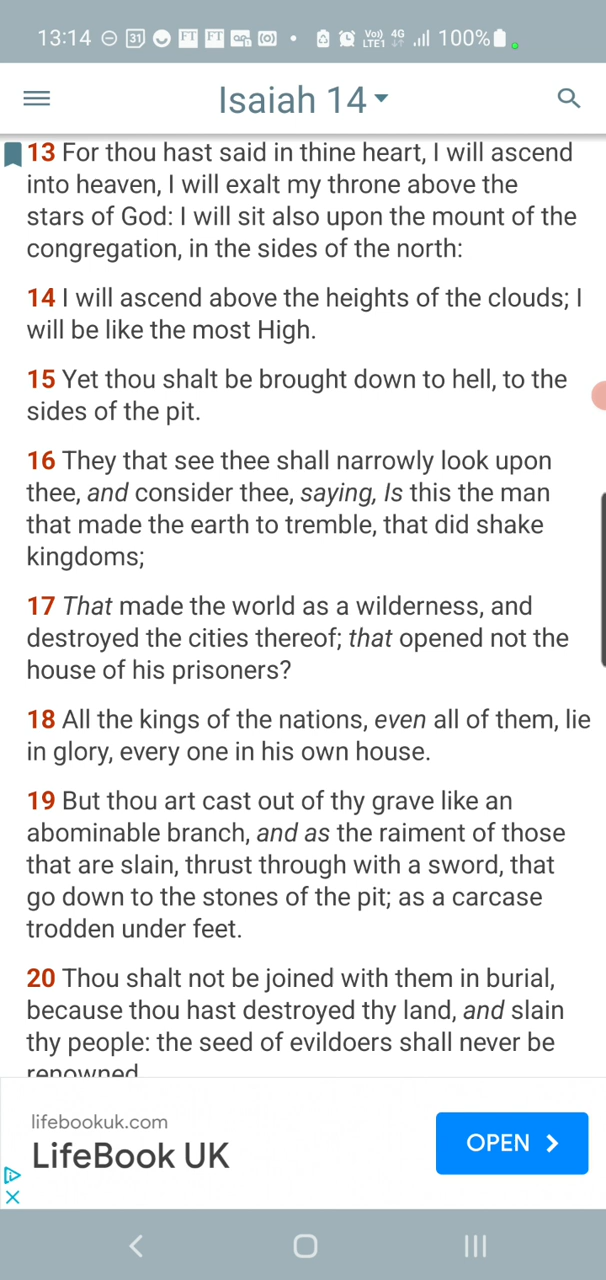 13:14 31 FT FT Vo)) LTE1 4G 100%
Isaiah 14
13 For thou hast said in thine heart, I will ascend
into heaven, I will exalt my throne above the
stars of God: I will sit also upon the mount of the
congregation, in the sides of the north:
14 I will ascend above the heights of the clouds; I
will be like the most High.
15 Yet thou shalt be brought down to hell, to the
sides of the pit.
16 They that see thee shall narrowly look upon
thee, and consider thee, saying, Is this the man
that made the earth to tremble, that did shake
kingdoms;
17 That made the world as a wilderness, and
destroyed the cities thereof; that opened not the
house of his prisoners?
18 All the kings of the nations, even all of them, lie
in glory, every one in his own house.
19 But thou art cast out of thy grave like an
abominable branch, and as the raiment of those
that are slain, thrust through with a sword, that
go down to the stones of the pit; as a carcase
trodden under feet.
20 Thou shalt not be joined with them in burial,
because thou hast destroyed thy land, and slain
thy people: the seed of evildoers shall never be
renowned
lifebookuk.com
LifeBook UK
OPEN